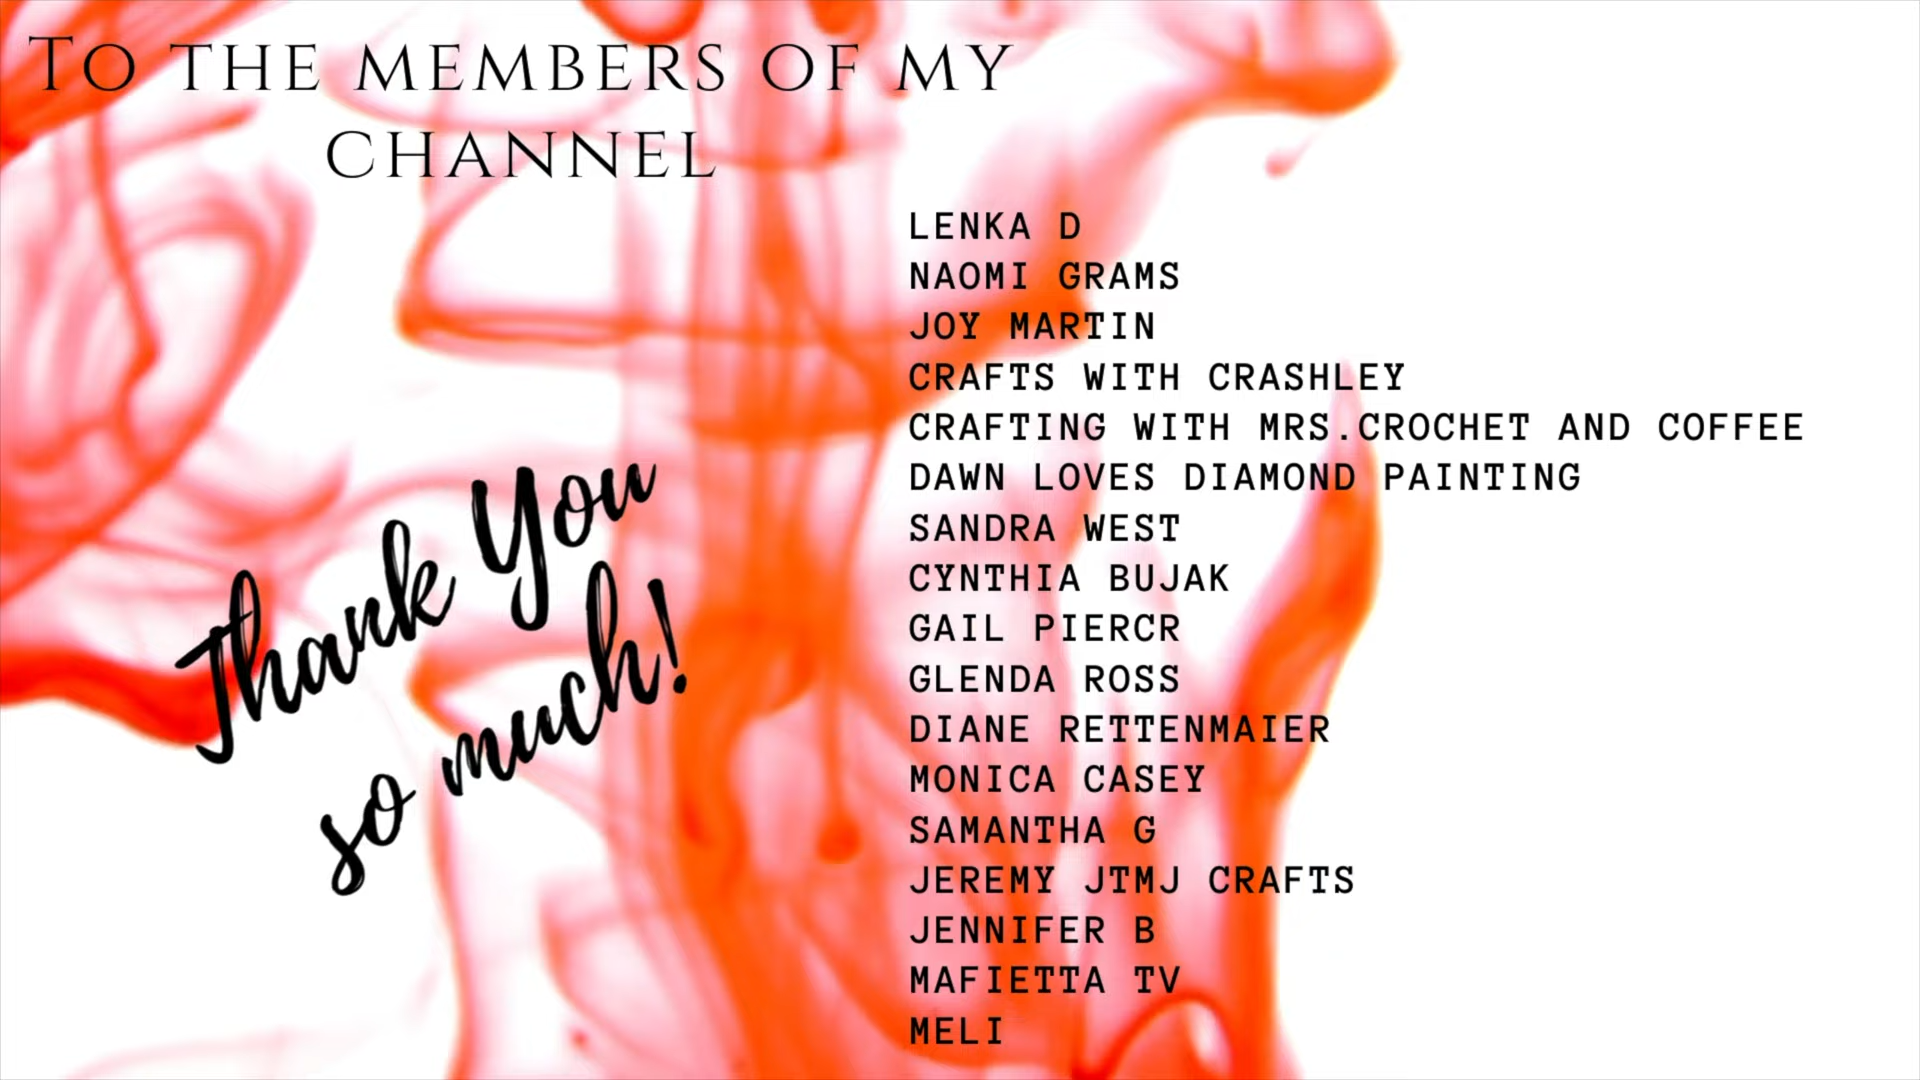 To the members of my
channel
Thank You
so much!
LENKA D
NAOMI GRAMS
JOY MARTIN
CRAFTS WITH CRASHLEY
CRAFTING WITH MRS.CROCHET AND COFFEE
DAWN LOVES DIAMOND PAINTING
SANDRA WEST
CYNTHIA BUJAK
GAIL PIERCR
GLENDA ROSS
DIANE RETTENMAIER
MONICA CASEY
SAMANTHA G
JEREMY JTMJ CRAFTS
JENNIFER B
MAFIETTA TV
MELI